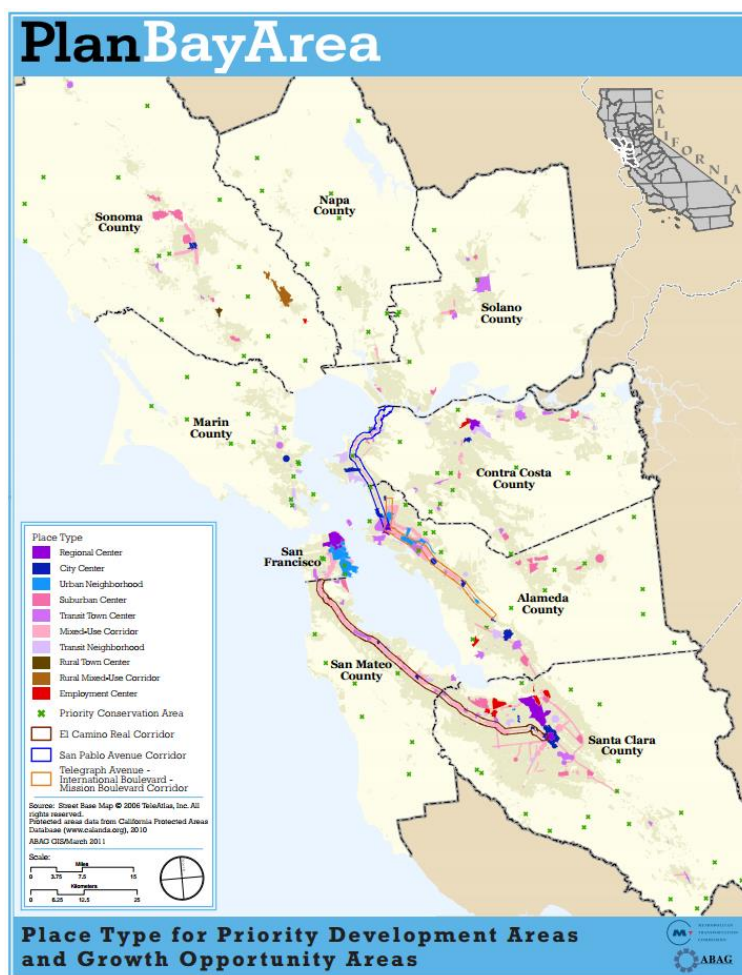 PlanBayArea
CALIFORNIA
Napa
County
Sonoma
County
Solano
County
Marin
County
Contra Costa
County
San
Francisco
Alameda
County
San Mateo
County
Santa Clara
County
Place Type
Regional Center
City Center
Urban Neighborhood
Suburban Center
Transit Town Center
Mixed-Use Corridor
Transit Neighborhood
Rural Town Center
Rural Mixed-Use Corridor
Employment Center
Priority Conservation Area
El Camino Real Corridor
San Pablo Avenue Corridor
Telegraph Avenue -
International Boulevard -
Mission Boulevard Corridor
Source: Street Base Map © 2006 TeleAtlas, Inc. All
rights reserved.
Protected areas data from California Protected Areas
Database (www.calands.org), 2010
ABAG GIS/March 2011
Scale:
Miles
0 3.75 7.5 15
Kilometers
0 6.25 12.5 25
Place Type for Priority Development Areas
and Growth Opportunity Areas
METROPOLITAN
TRANSPORTATION
COMMISSION
ABAG